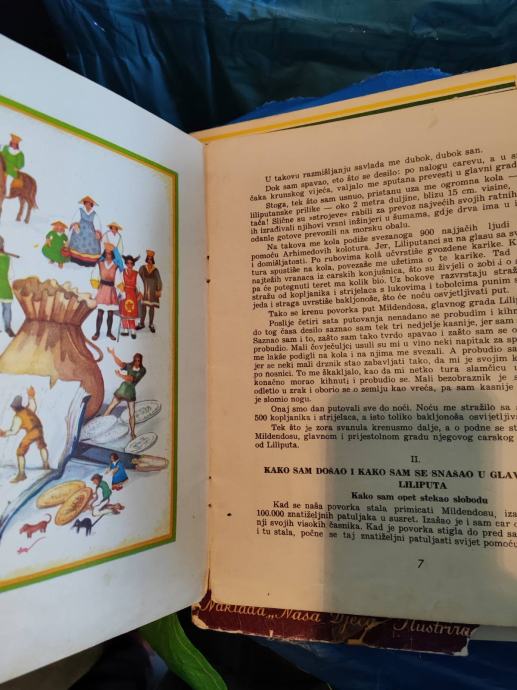 U takovu razmišljanju savlada me dubok, dubok san.
Dok sam spavao, eto što se desilo: po nalogu carevu, a u s
čaka krunskog vijeća, valjalo me sputana prevesti u glavni grad
Stoga, tek što sam usnuo, pristanu uza me ogromna kola —
liliputanske prilike — oko 2 metra duljine, blizu 15 cm. visine,
tača! Slične su »strojeve« rabili za prevoz najvećih svojih ratnih
ih izrađivali njihovi vrsni inžinjeri u šumama, gdje drva ima u i
odanle gotove prevozili na morsku obalu.
Na takova me kola podiže svezanoga 900 najjačih ljudi
pomoću Arhimedovih kolotura. Jer, Liliputanci su na glasu sa sv
i domišljatosti. Po rubovima kolâ učvrstiše gvozdene karike. K
tura spustiše na kola, povezaše me užetima o te karike. Tad
najtežih vranaca iz carskih konjušnica, što su živjeli o zobi i o
pa će potegnuti teret ma kolik bio. Uz bokove razvrstaju straž
stražu od kopljanika i strijelaca s lukovima i tobolcima punim s
jeda i straga uvrstiše bakljonoše, što će noću osvjetljivati put.
Tako se krenu povorka put Mildendosa, glavnog grada Lilip
Poslije četiri sata putovanja nenadano se probudim i kihn
do tog časa desilo saznao sam tek tri nedjelje kasnije, jer sam
Saznao sam i to, zašto sam tako tvrdo spavao i zašto sam se o
probudio. Mali čovječuljci usuli su mi u vino neki napitak za sp
me lakše podigli na kola i na njima me svezali. A probudio sa
jer se neki mali drznik stao zabavljati tako, da mi je svojim k
po nosnici. To me škakljalo, kao da mi netko tura slamčicu u
konačno morao kihnuti i probudio se. Mali bezobraznik je s
odletio u zrak i oborio se o zemlju kao vreća, pa sam kasnije
je slomio nogu.
Onaj smo dan putovali sve do noći. Noću me stražilo sa
500 kopljanika i strijelaca, a isto toliko bakljonoša osvijetljivat
Tek što je zora svanula krenusmo dalje, a o podne se st
Mildendosu, glavnom i prijestolnom gradu njegovog carskog
od Liliputa.
II.
KAKO SAM DOŠAO I KAKO SAM SE SNAŠAO U GLAV
LILIPUTA
Kako sam opet stekao slobodu
Kad se naša povorka stala primicati Mildendosu, iza
100.000 znatiželjnih patuljaka u susret. Izašao je i sam car
nji svojih visokih časnika. Kad je povorka stigla do pred sa
i tu stala, počne se taj znatiželjni patuljasti svijet pomoću
7
Naklada „Naša Djeca" Ilustrira